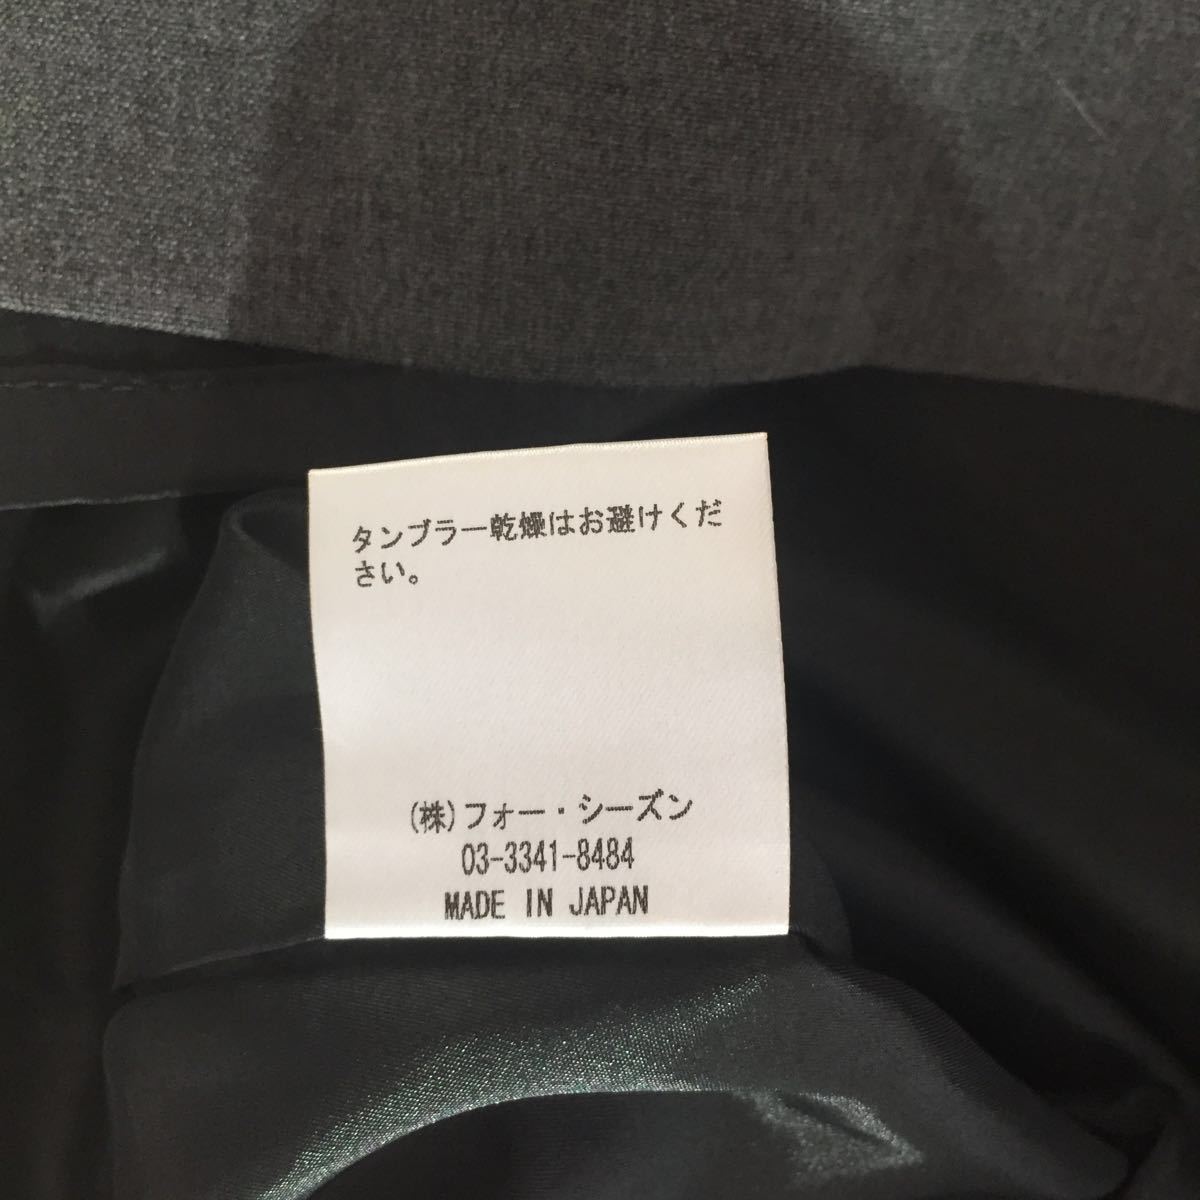 タンブラー乾燥はお避けくだ
さい。
(株)フォー・シーズン
03-3341-8484
MADE IN JAPAN